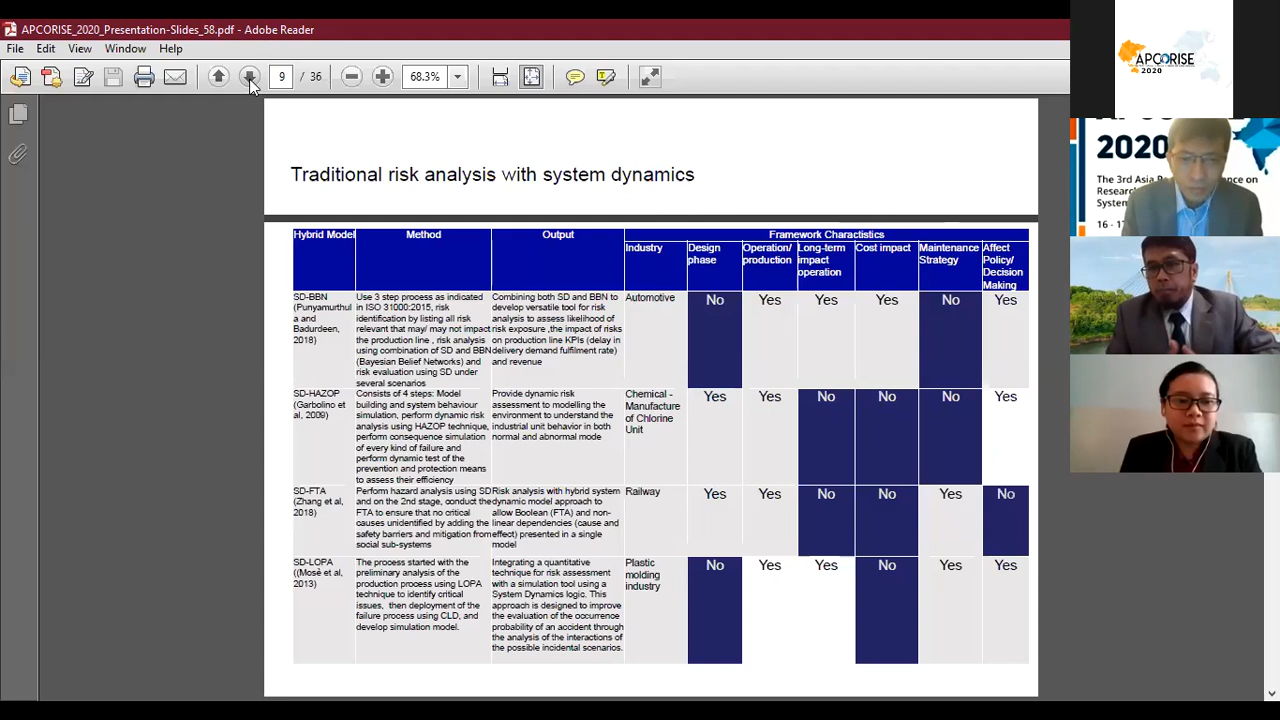 APCORISE_2020_Presentation-Slides_58.pdf - Adobe Reader
File Edit View Window Help
9 / 36 68.3%
Traditional risk analysis with system dynamics
Hybrid Model Method Output Framework Charactistics
Industry Design phase Operation/ production Long-term impact operation Cost impact Maintenance Strategy Affect Policy/ Decision Making
SD-BBN
(Punyamurthul
a and
Badurdeen,
2018)
Use 3 step process as indicated
in ISO 31000:2015, risk
identification by listing all risk
relevant that may/ may not impact
the production line , risk analysis
using combination of SD and BBN
(Bayesian Belief Networks) and
risk evaluation using SD under
several scenarios
Combining both SD and BBN to
develop versatile tool for risk
analysis to assess likelihood of
risk exposure ,the impact of risks
on production line KPIs (delay in
delivery demand fulfilment rate)
and revenue
Automotive
No Yes Yes Yes No Yes
SD-HAZOP
(Garbolino et
al, 2009)
Consists of 4 steps: Model
building and system behaviour
simulation, perform dynamic risk
analysis using HAZOP technique,
perform consequence simulation
of every kind of failure and
perform dynamic test of the
prevention and protection means
to assess their efficiency
Provide dynamic risk
assessment to modelling the
environment to understand the
industrial unit behavior in both
normal and abnormal mode
Chemical -
Manufacture
of Chlorine
Unit
Yes Yes No No No Yes
SD-FTA
(Zhang et al,
2018)
Perform hazard analysis using SD
and on the 2nd stage, conduct the
FTA to ensure that no critical
causes unidentified by adding the
safety barriers and mitigation from
social sub-systems
Risk analysis with hybrid system
dynamic model approach to
allow Boolean (FTA) and non-
linear dependencies (cause and
effect) presented in a single
model
Railway
Yes Yes No No Yes No
SD-LOPA
((Mosè et al,
2013)
The process started with the
preliminary analysis of the
production process using LOPA
technique to identify critical
issues, then deployment of the
failure process using CLD, and
develop simulation model.
Integrating a quantitative
technique for risk assessment
with a simulation tool using a
System Dynamics logic. This
approach is designed to improve
the evaluation of the occurrence
probability of an accident through
the analysis of the interactions of
the possible incidental scenarios.
Plastic
molding
industry
No Yes Yes No Yes Yes
APCORISE
2020
2020
The 3rd Asia
on
Research
System
16 - 17